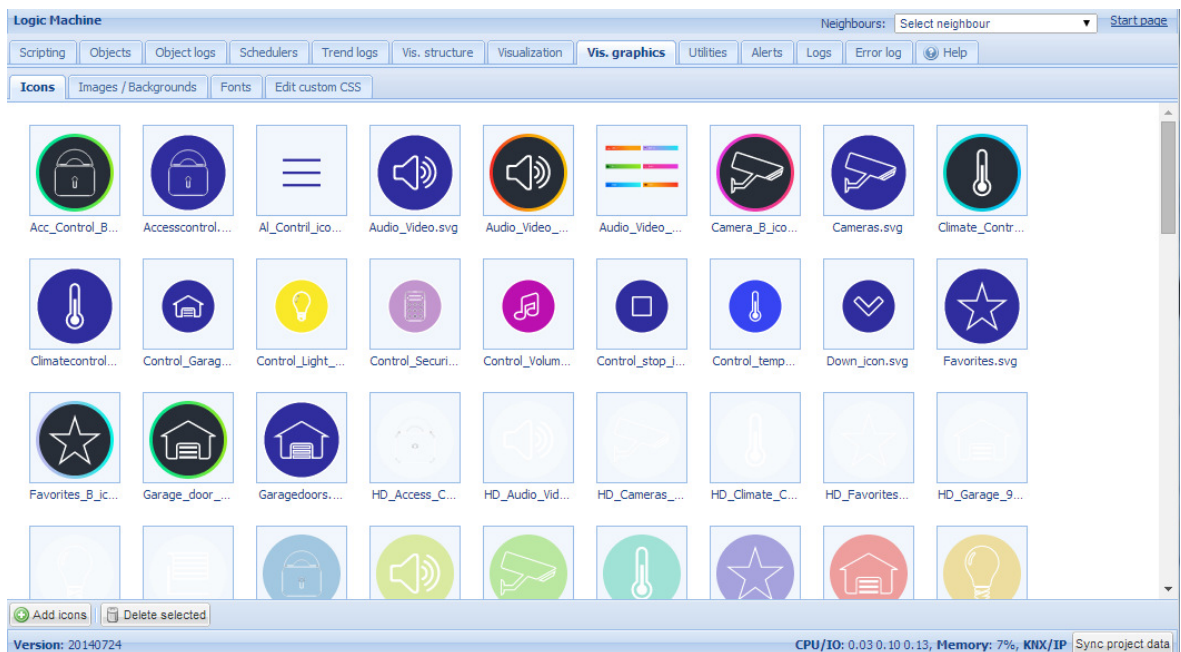 Logic Machine Neighbours: Select neighbour Start page
Scripting Objects Object logs Schedulers Trend logs Vis. structure Visualization Vis. graphics Utilities Alerts Logs Error log Help
Icons Images / Backgrounds Fonts Edit custom CSS
Acc_Control_B... Accesscontrol.... Al_Contril_ico... Audio_Video.svg Audio_Video_... Audio_Video_... Camera_B_ico... Cameras.svg Climate_Contr...
Climatecontrol... Control_Garag... Control_Light_... Control_Securi... Control_Volum... Control_stop_i... Control_temp... Down_icon.svg Favorites.svg
Favorites_B_ic... Garage_door_... Garagedoors.... HD_Access_C... HD_Audio_Vid... HD_Cameras_... HD_Climate_C... HD_Favorites... HD_Garage_9...
Add icons Delete selected
Version: 20140724 CPU/IO: 0.03 0.10 0.13, Memory: 7%, KNX/IP Sync project data